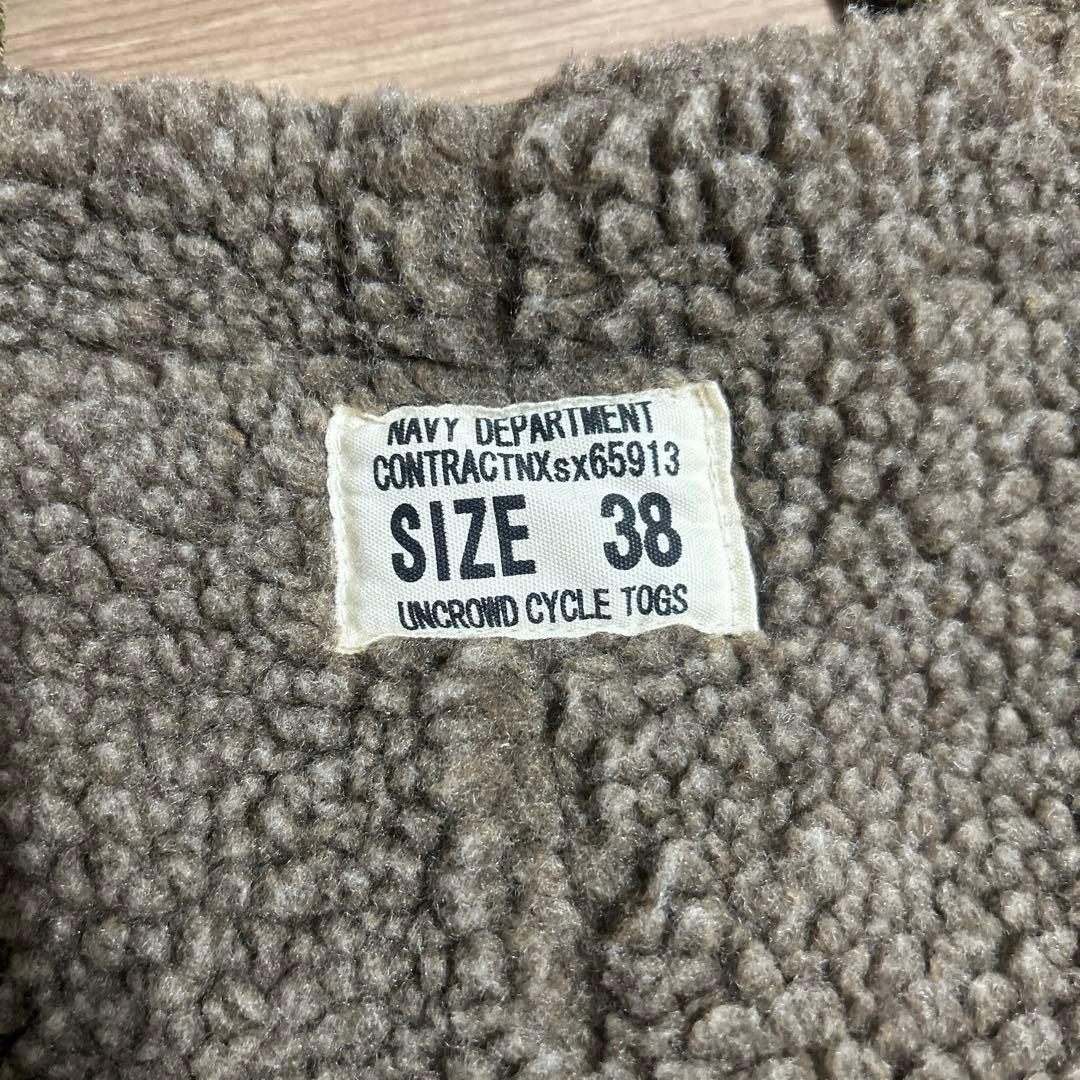 NAVY DEPARTMENT
CONTRACTNXsx65913
SIZE 38
UNCROWD CYCLE TOGS